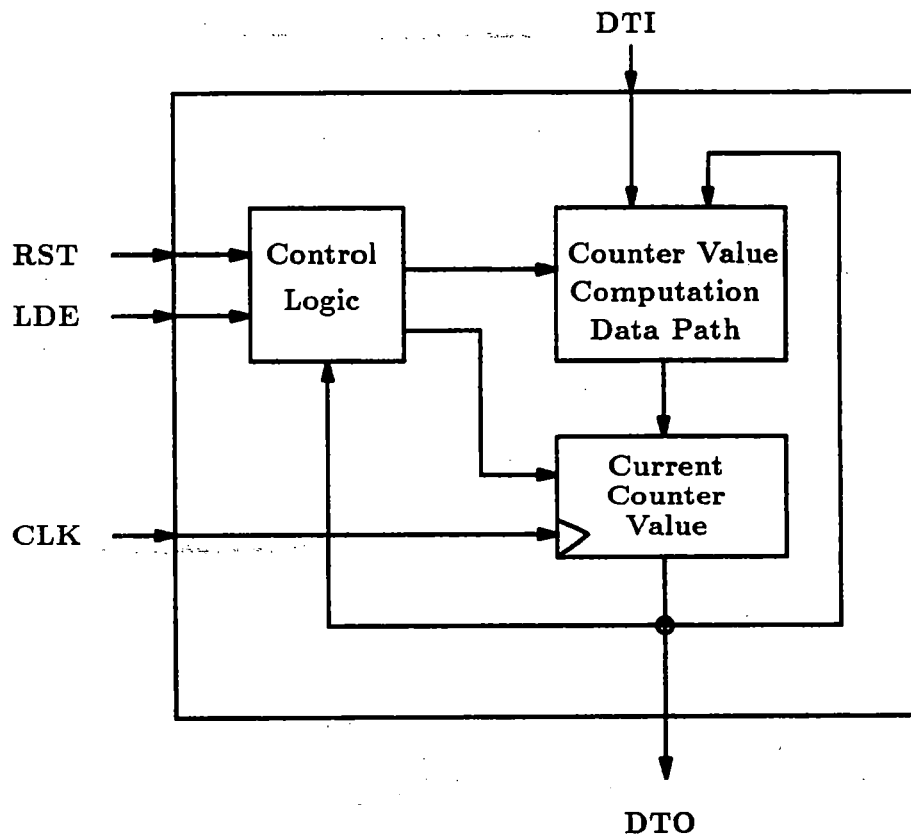 DTI
RST
LDE
CLK
Control
Logic
Counter Value
Computation
Data Path
Current
Counter
Value
DTO